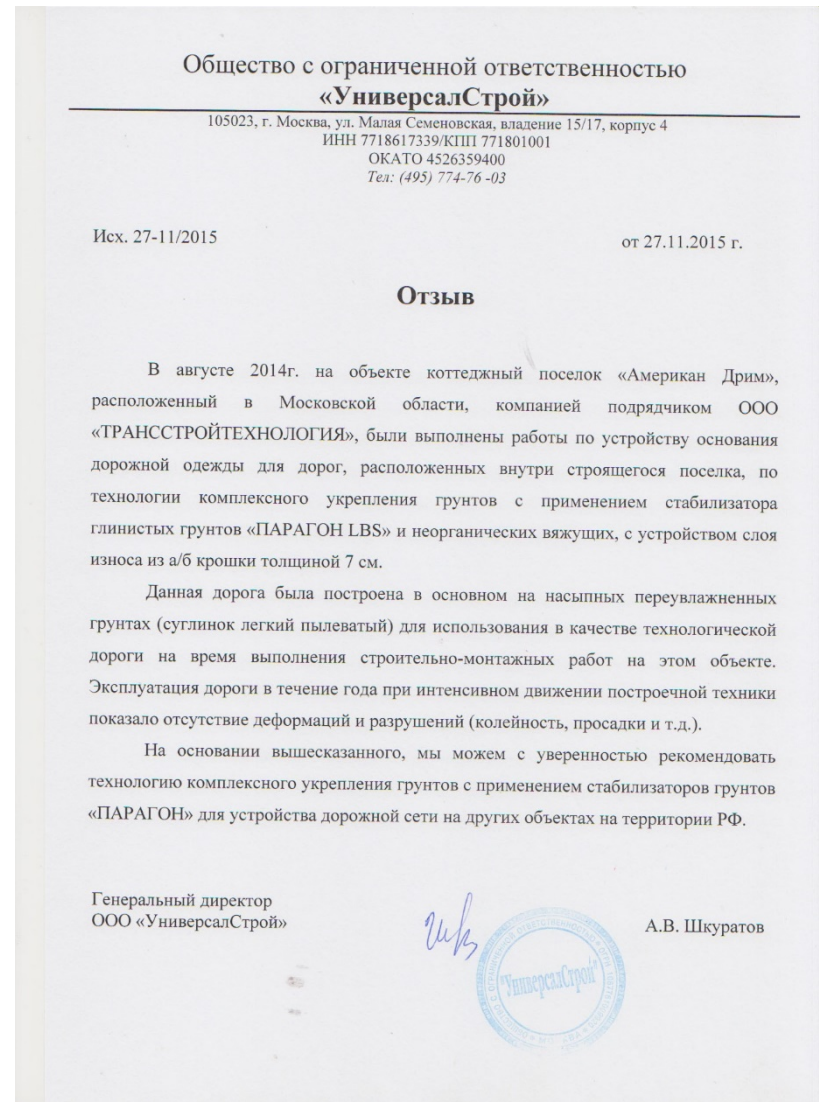 Общество с ограниченной ответственностью
«УниверсалСтрой»
105023, г. Москва, ул. Малая Семеновская, владение 15/17, корпус 4
ИНН 7718617339/КПП 771801001
ОКАТО 4526359400
Тел: (495) 774-76 -03
Исх. 27-11/2015 от 27.11.2015 г.
Отзыв
В августе 2014г. на объекте коттеджный поселок «Американ Дрим»,
расположенный в Московской области, компанией подрядчиком ООО
«ТРАНССТРОЙТЕХНОЛОГИЯ», были выполнены работы по устройству основания
дорожной одежды для дорог, расположенных внутри строящегося поселка, по
технологии комплексного укрепления грунтов с применением стабилизатора
глинистых грунтов «ПАРАГОН LBS» и неорганических вяжущих, с устройством слоя
износа из а/б крошки толщиной 7 см.
Данная дорога была построена в основном на насыпных переувлажненных
грунтах (суглинок легкий пылеватый) для использования в качестве технологической
дороги на время выполнения строительно-монтажных работ на этом объекте.
Эксплуатация дороги в течение года при интенсивном движении построечной техники
показало отсутствие деформаций и разрушений (колейность, просадки и т.д.).
На основании вышесказанного, мы можем с уверенностью рекомендовать
технологию комплексного укрепления грунтов с применением стабилизаторов грунтов
«ПАРАГОН» для устройства дорожной сети на других объектах на территории РФ.
Генеральный директор
ООО «УниверсалСтрой» А.В. Шкуратов
"УниверсалСтрой"